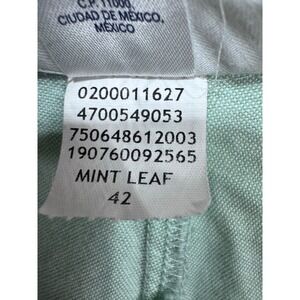 C.P. 11000,
CIUDAD DE MÉXICO,
MÉXICO
0200011627
4700549053
750648612003
190760092565
MINT LEAF
42